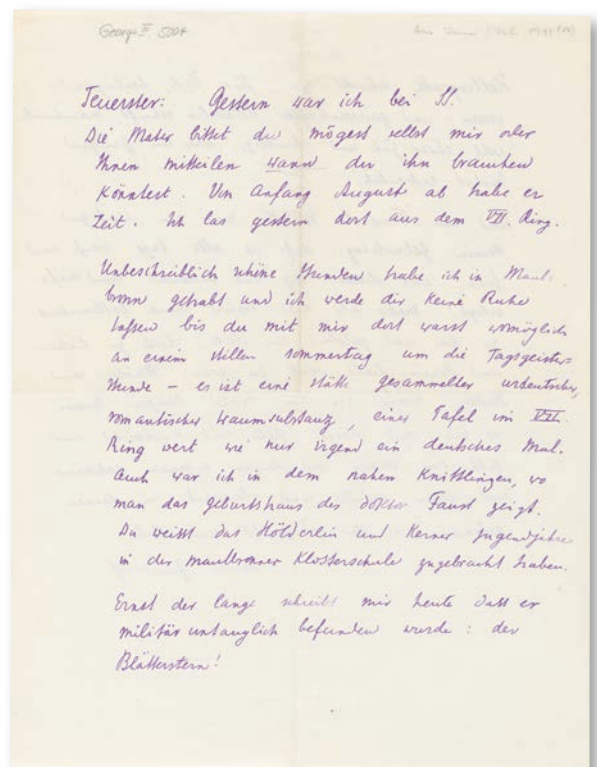 George III, 5004
Teuerster: Gestern war ich bei
Die Mater bittet du mögest selbst mir oder
Ihnen mitteilen wann du ihn brauchen
könntest. Von Anfang August ab habe er
Zeit. Ich las gestern dort aus dem VII. Ring.
Unbeschreiblich schöne Stunden habe ich in Maul-
bronn gehabt und ich werde dir keine Ruhe
lassen bis du mit mir dort warst womöglich
an einem stillen sommertag um die Tagsgeister-
stunde – es ist eine stätte gesammelter urdeutscher,
romantischer traumsubstanz, einer Tafel im VII.
Ring wert wie nur irgend ein deutsches Mal.
Auch war ich in dem nahen Knittlingen, wo
man das geburtshaus des doktor Faust zeigt.
Du weisst das Hölderlin und Kerner Jugendjahre
in der maulbronner Klosterschule zugebracht haben.
Ernst der lange schreibt mir heute dass er
militäruntauglich befunden wurde: der
Blätterstern!